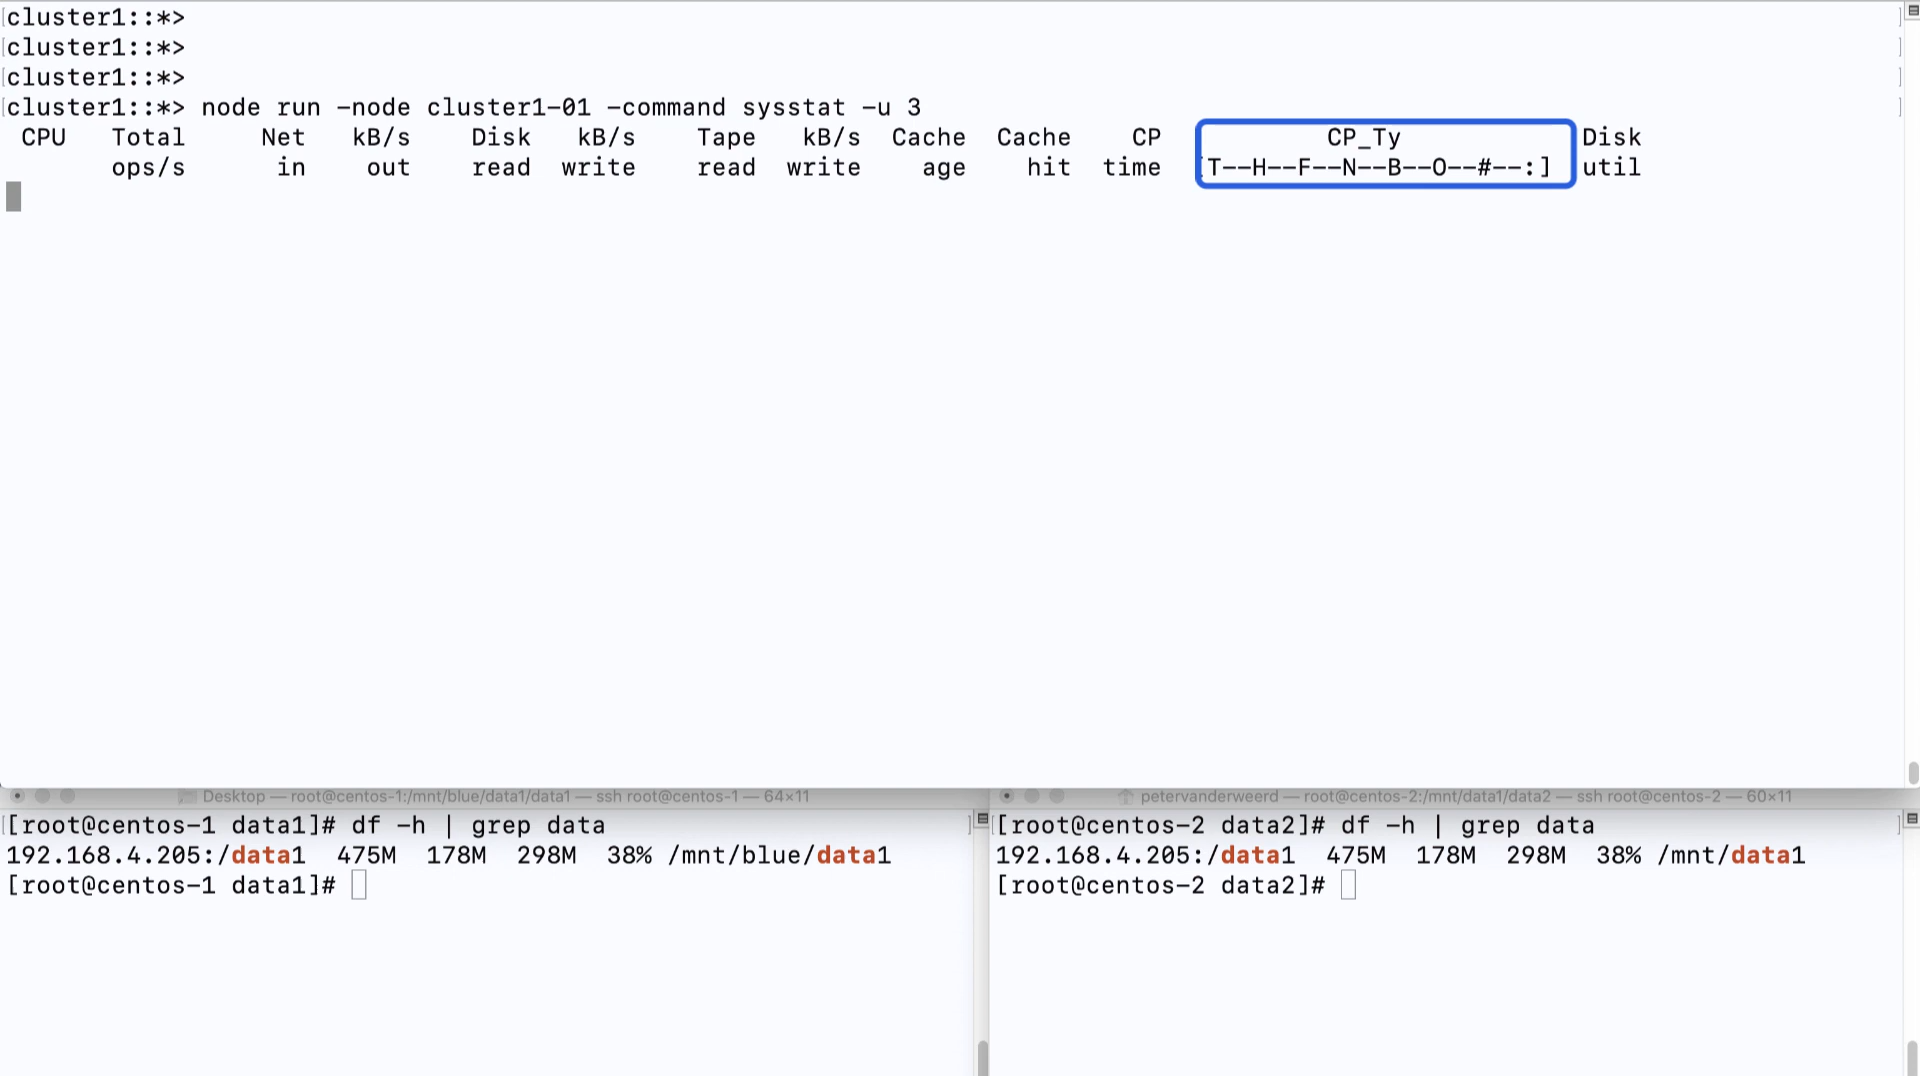 [cluster1::*>
[cluster1::*>
[cluster1::*>
[cluster1::*> node run -node cluster1-01 -command sysstat -u 3
CPU Total Net kB/s Disk kB/s Tape kB/s Cache Cache CP CP_Ty Disk
ops/s in out read write read write age hit time [T--H--F--N--B--O--#--:] util
Desktop — root@centos-1:/mnt/blue/data1/data1 — ssh root@centos-1 — 64×11
[root@centos-1 data1]# df -h | grep data
192.168.4.205:/data1 475M 178M 298M 38% /mnt/blue/data1
[root@centos-1 data1]#
petervanderweerd — root@centos-2:/mnt/data1/data2 — ssh root@centos-2 — 60×11
[root@centos-2 data2]# df -h | grep data
192.168.4.205:/data1 475M 178M 298M 38% /mnt/data1
[root@centos-2 data2]#